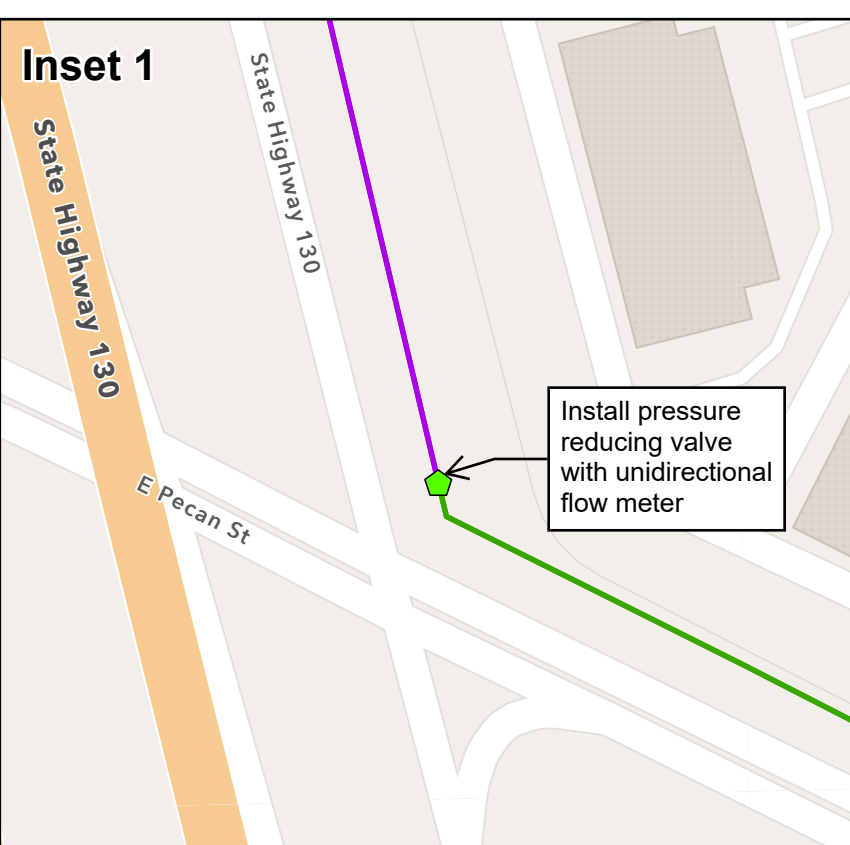 Inset 1
State Highway 130
State Highway 130
Install pressure
reducing valve
with unidirectional
flow meter
E Pecan St